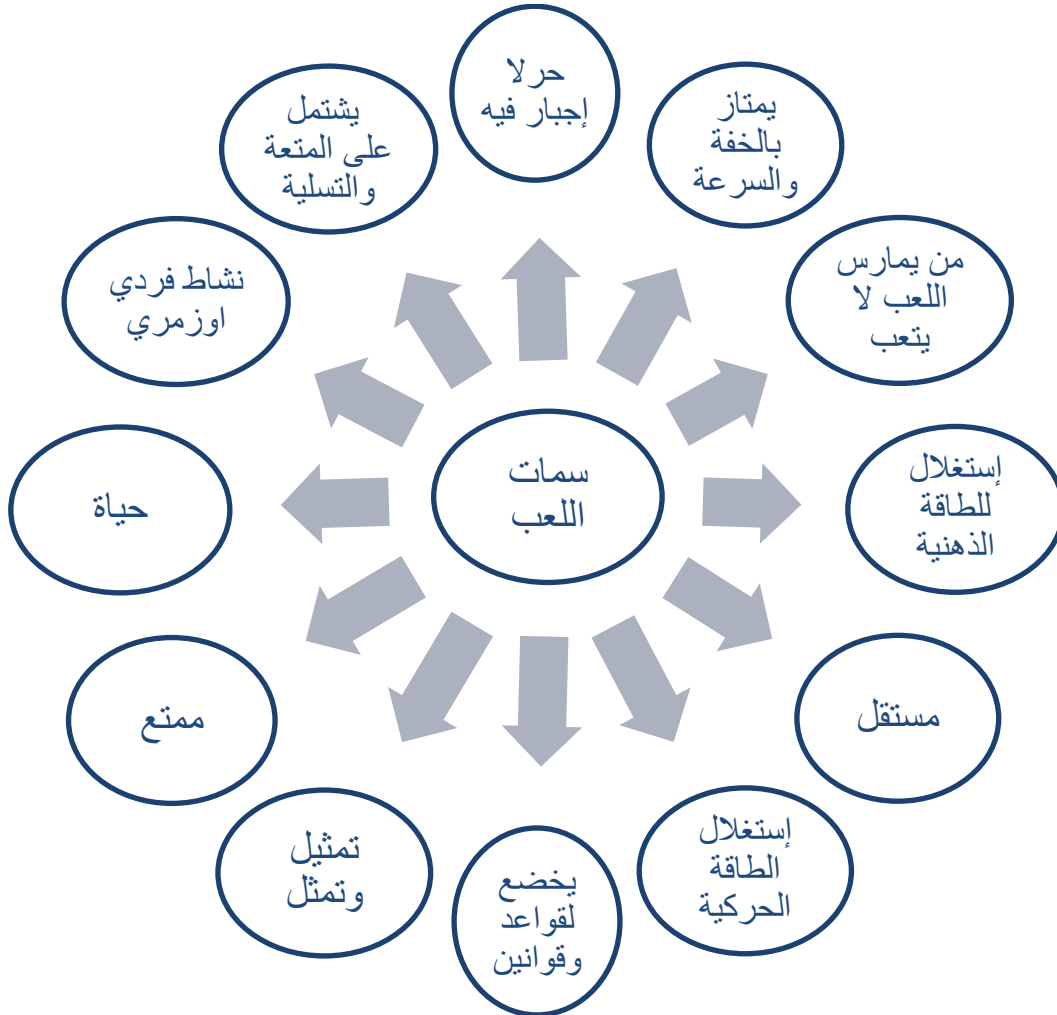 سمات
اللعب
حرلا
إجبار فيه
يمتاز
بالخفة
والسرعة
من يمارس
اللعب لا
يتعب
إستغلال
للطاقة
الذهنية
مستقل
إستغلال
الطاقة
الحركية
يخضع
لقواعد
وقوانين
تمثيل
وتمثل
ممتع
حياة
نشاط فردي
اوزمري
يشتمل
على المتعة
والتسلية